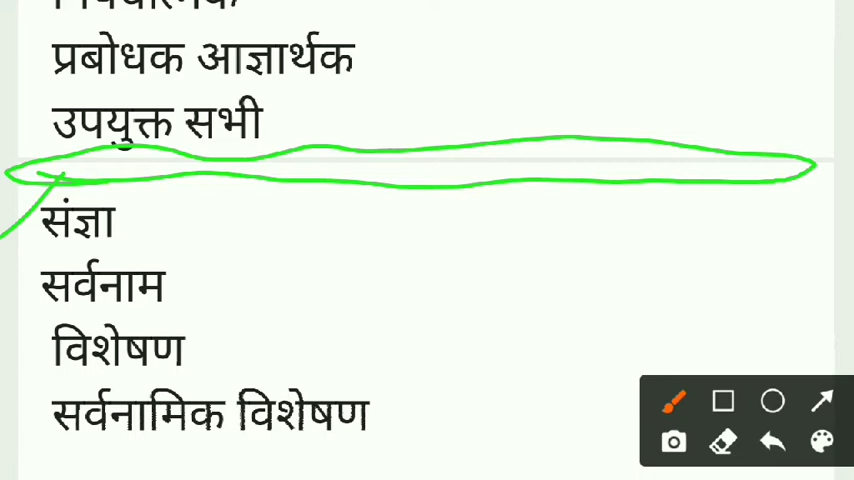 प्रबोधक आज्ञार्थक
उपयुक्त सभी
संज्ञा
सर्वनाम
विशेषण
सर्वनामिक विशेषण